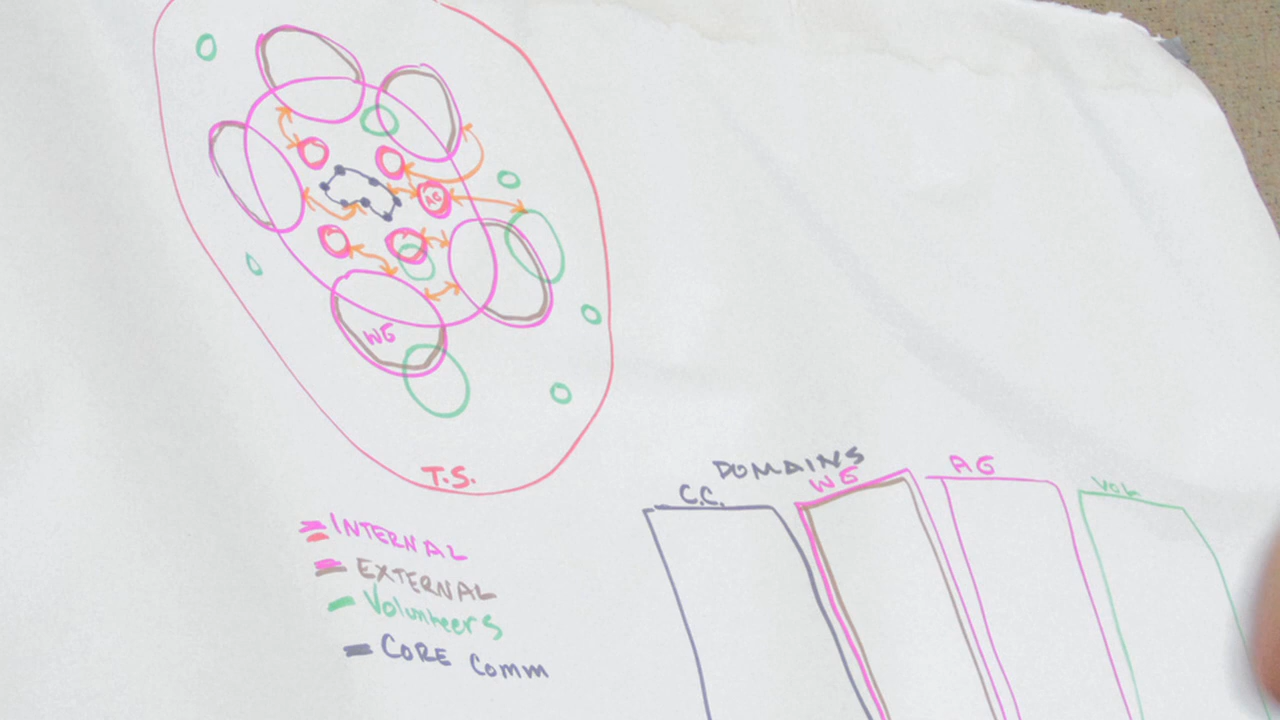 AG
WG
T.S.
INTERNAL
EXTERNAL
Volunteers
CORE Comm
DOMAINS
C.C.
WG
AG
VOL